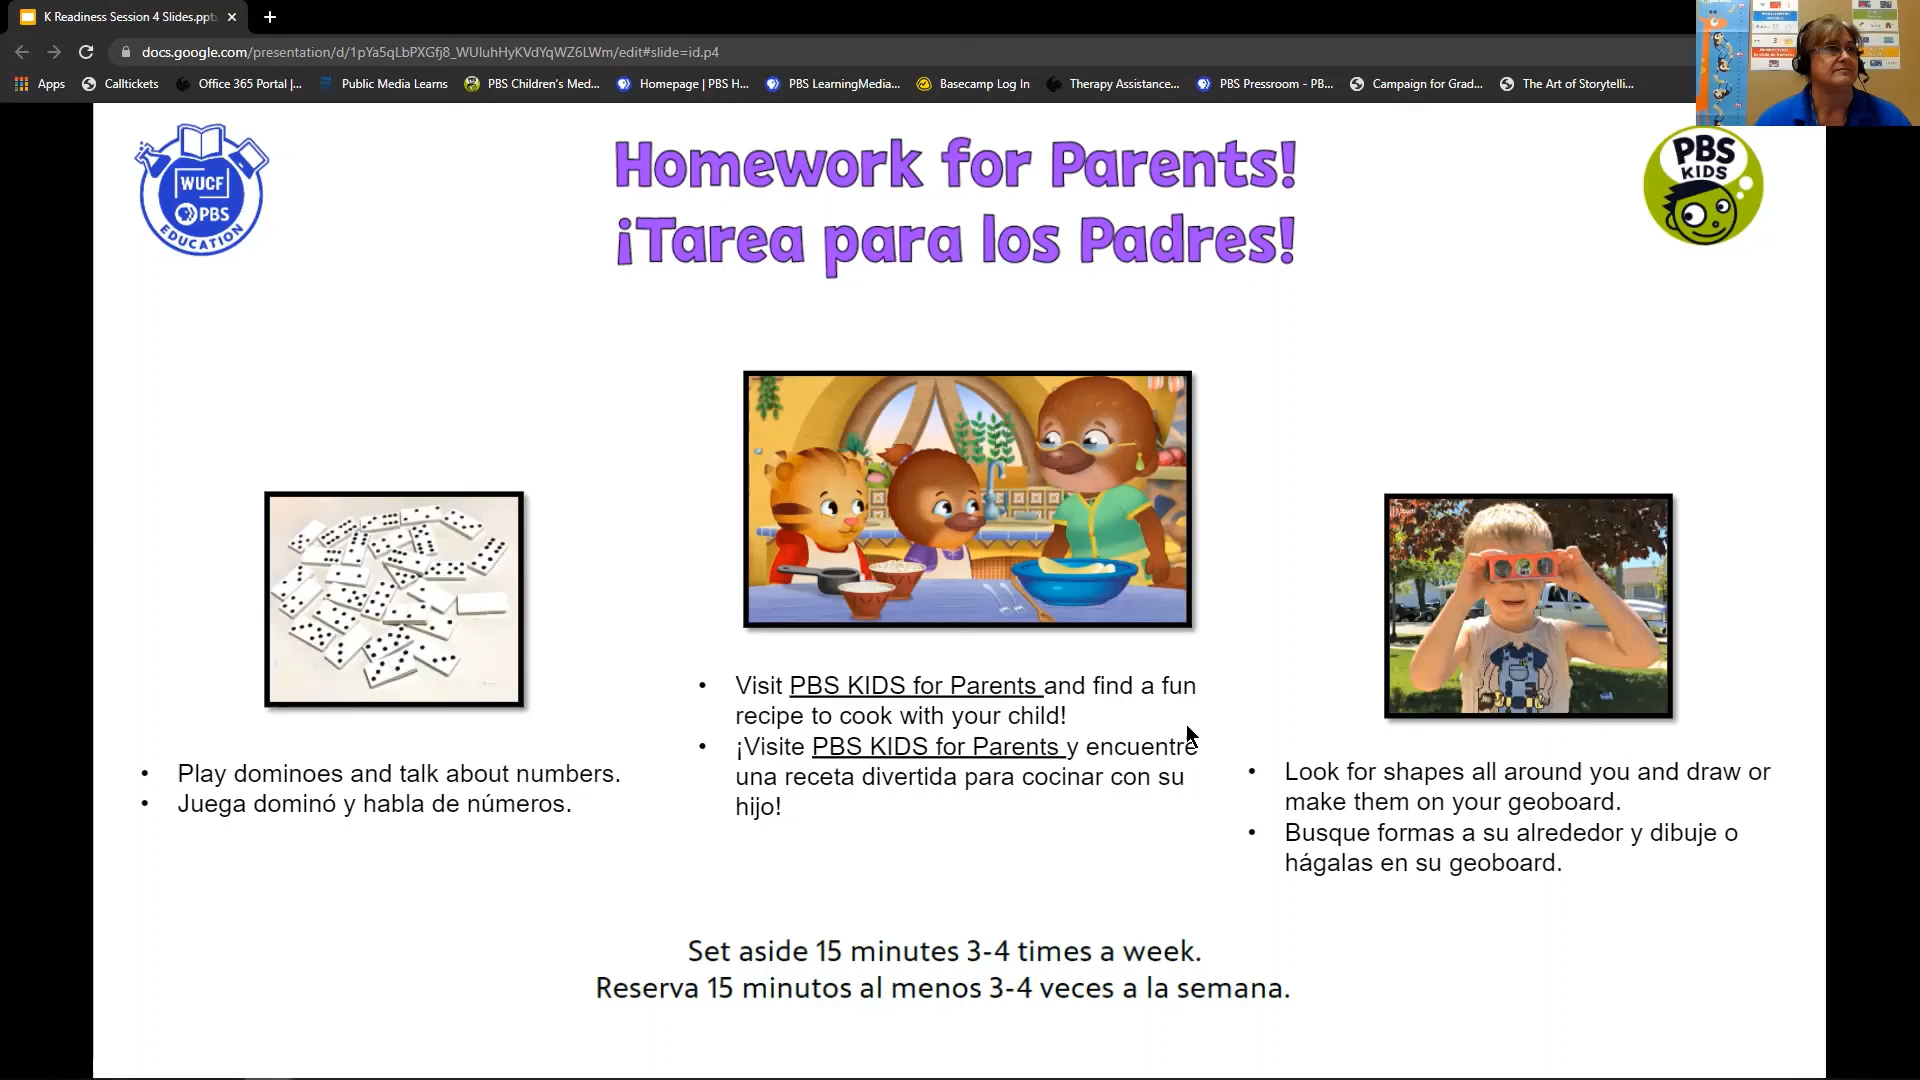 K Readiness Session 4 Slides.ppt
docs.google.com/presentation/d/1pYa5qLbPXGfj8_WUluhHyKVdYqWZ6LWm/edit#slide=id.p4
Apps Calltickets Office 365 Portal |... Public Media Learns PBS Children's Med... Homepage | PBS H... PBS LearningMedia... Basecamp Log In Therapy Assistance... PBS Pressroom - PB... Campaign for Grad... The Art of Storytelli...
WUCF
PBS
EDUCATION
Homework for Parents!
¡Tarea para los Padres!
PBS
KIDS
• Play dominoes and talk about numbers.
• Juega dominó y habla de números.
• Visit PBS KIDS for Parents and find a fun
recipe to cook with your child!
• ¡Visite PBS KIDS for Parents y encuentre
una receta divertida para cocinar con su
hijo!
• Look for shapes all around you and draw or
make them on your geoboard.
• Busque formas a su alrededor y dibuje o
hágalas en su geoboard.
Set aside 15 minutes 3-4 times a week.
Reserva 15 minutos al menos 3-4 veces a la semana.